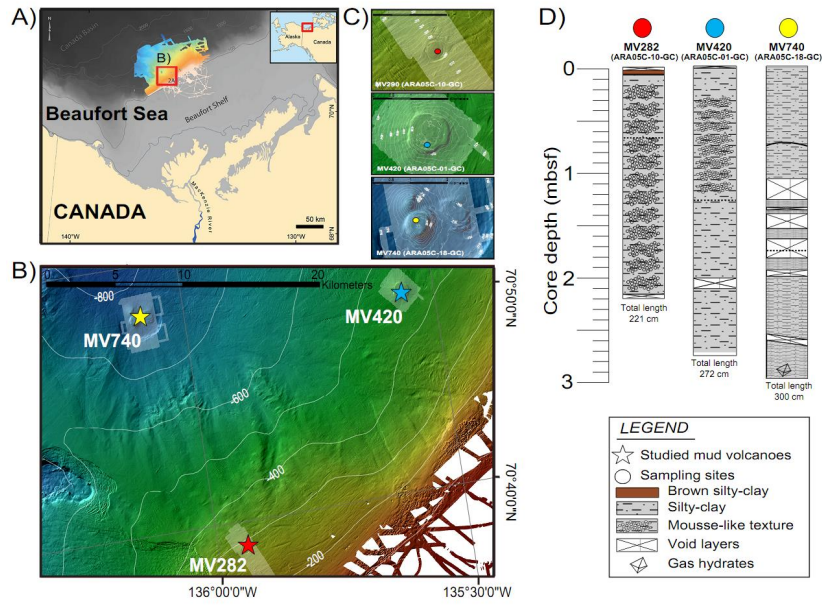 A)
Canada Basin
Alaska
Canada
B)
Beaufort Sea
Beaufort Shelf
MacKenzie River
CANADA
50 km
140°W
130°W
70°N
69°N
C)
MV290 (ARA05C-10-GC)
MV420 (ARA05C-01-GC)
MV740 (ARA05C-18-GC)
D)
MV282
(ARA05C-10-GC)
MV420
(ARA05C-01-GC)
MV740
(ARA05C-18-GC)
Core depth (mbsf)
0
1
2
3
Total length
221 cm
Total length
272 cm
Total length
300 cm
B)
0 5 10 20
Kilometers
-800
MV740
MV420
-600
-400
-200
MV282
70°50'0"N
70°40'0"N
136°0'0"W
135°30'0"W
LEGEND
Studied mud volcanoes
Sampling sites
Brown silty-clay
Silty-clay
Mousse-like texture
Void layers
Gas hydrates